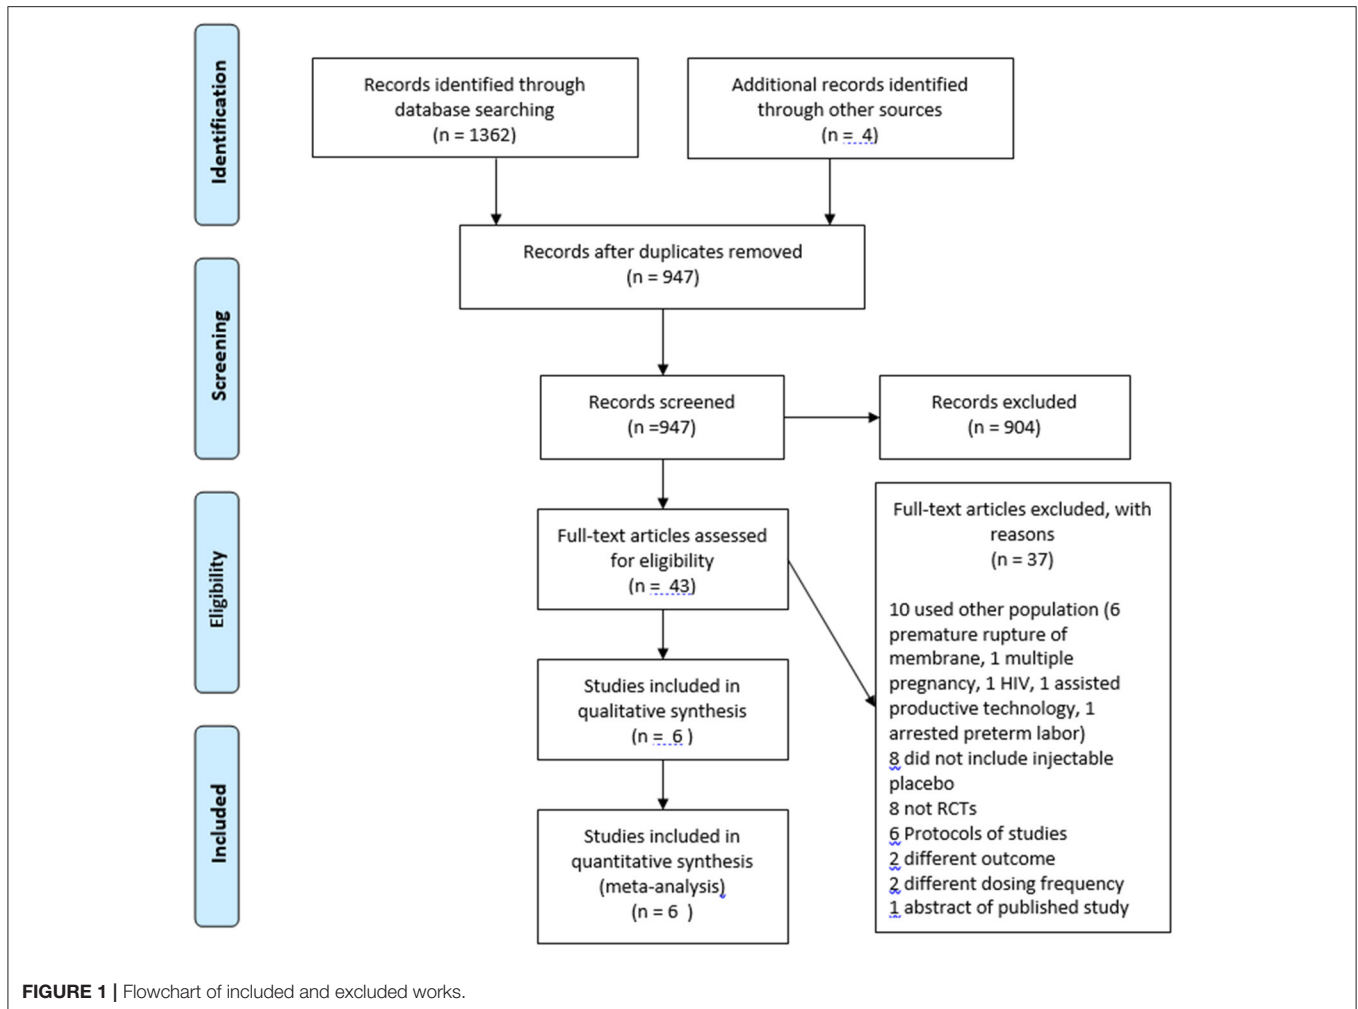 Identification
Records identified through
database searching
(n = 1362)
Additional records identified
through other sources
(n = 4)
Records after duplicates removed
(n = 947)
Screening
Records screened
(n =947)
Records excluded
(n = 904)
Eligibility
Full-text articles assessed
for eligibility
(n = 43)
Full-text articles excluded, with
reasons
(n = 37)
10 used other population (6
premature rupture of
membrane, 1 multiple
pregnancy, 1 HIV, 1 assisted
productive technology, 1
arrested preterm labor)
8 did not include injectable
placebo
8 not RCTs
6 Protocols of studies
2 different outcome
2 different dosing frequency
1 abstract of published study
Studies included in
qualitative synthesis
(n = 6 )
Included
Studies included in
quantitative synthesis
(meta-analysis)
(n = 6 )
FIGURE 1 | Flowchart of included and excluded works.